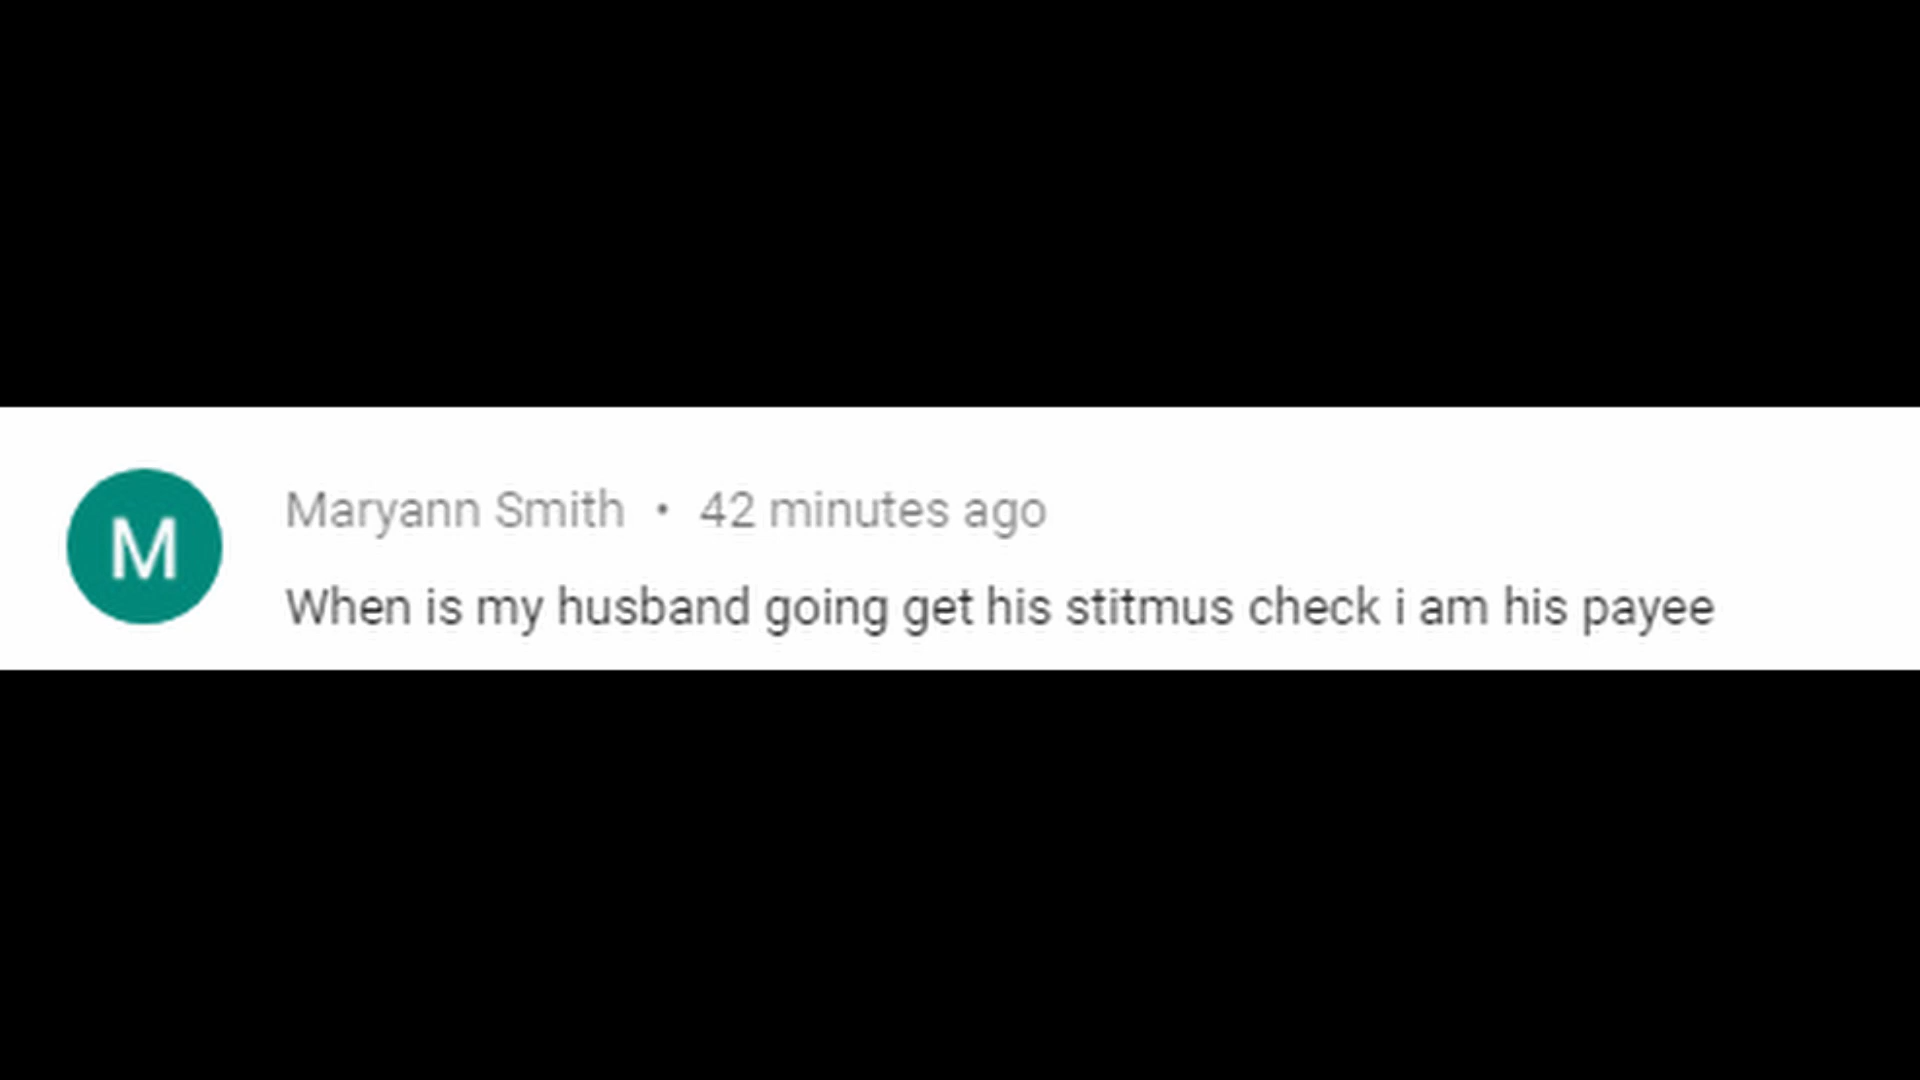 M
Maryann Smith • 42 minutes ago
When is my husband going get his stitmus check i am his payee